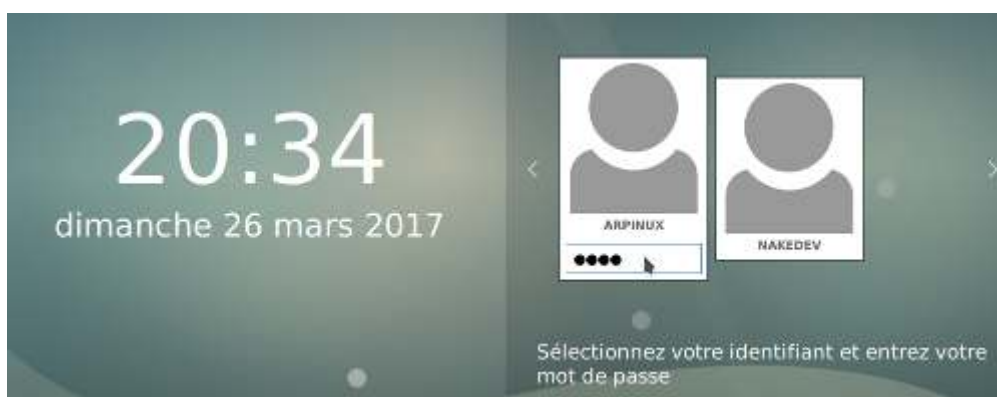 20:34
dimanche 26 mars 2017
ARPINUX
NAKEDEV
Sélectionnez votre identifiant et entrez votre
mot de passe